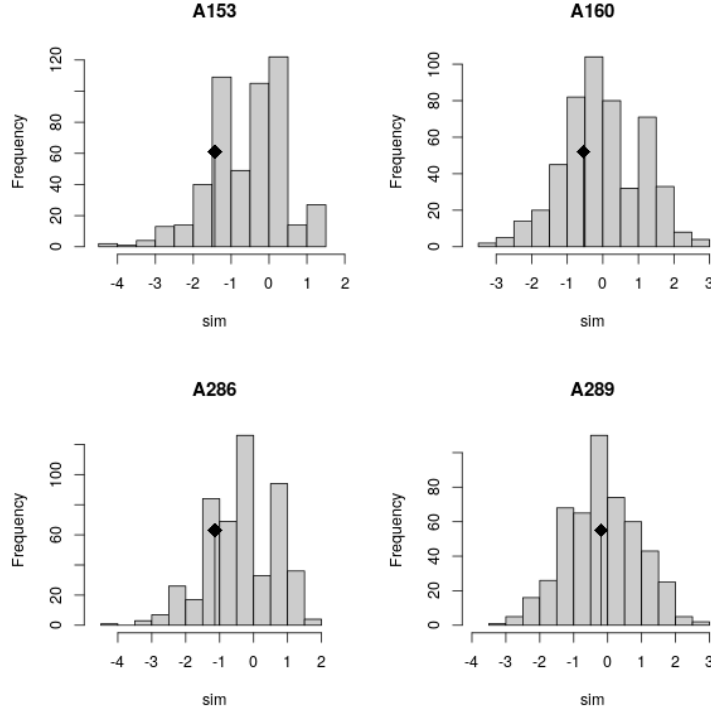 A153
Frequency
0 20 40 60 80 120
-4 -3 -2 -1 0 1 2
sim
A160
Frequency
0 20 40 60 80 100
-3 -2 -1 0 1 2 3
sim
A286
Frequency
0 20 60 100
-4 -3 -2 -1 0 1 2
sim
A289
Frequency
0 20 40 60 80
-4 -3 -2 -1 0 1 2 3
sim